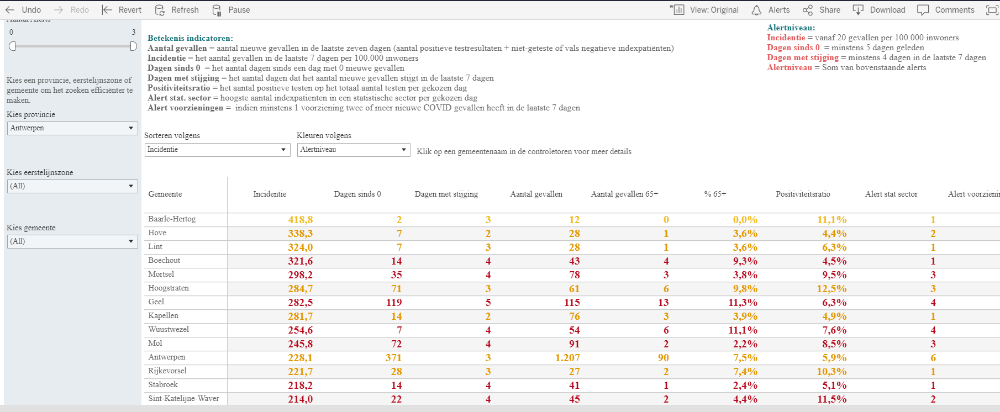 Undo Redo Revert Refresh Pause View: Original Alerts Share Download Comments
Aantal Alerts
0 3
Kies een provincie, eerstelijnszone of
gemeente om het zoeken efficiënter te
maken.
Kies provincie
Antwerpen
Kies eerstelijnszone
(All)
Kies gemeente
(All)
Betekenis indicatoren:
Aantal gevallen = aantal nieuwe gevallen in de laatste zeven dagen (aantal positieve testresultaten + niet-geteste of vals negatieve indexpatiënten)
Incidentie = het aantal gevallen in de laatste 7 dagen per 100.000 inwoners
Dagen sinds 0 = het aantal dagen sinds een dag met 0 nieuwe gevallen
Dagen met stijging = het aantal dagen dat het aantal nieuwe gevallen stijgt in de laatste 7 dagen
Positiviteitsratio = het aantal positieve testen op het totaal aantal testen per gekozen dag
Alert stat. sector = hoogste aantal indexpatienten in een statistische sector per gekozen dag
Alert voorzieningen = indien minstens 1 voorziening twee of meer nieuwe COVID gevallen heeft in de laatste 7 dagen
Alertniveau:
Incidentie = vanaf 20 gevallen per 100.000 inwoners
Dagen sinds 0 = minstens 5 dagen geleden
Dagen met stijging = minstens 4 dagen in de laatste 7 dagen
Alertniveau = Som van bovenstaande alerts
Sorteren volgens Kleuren volgens
Incidentie Alertniveau Klik op een gemeentenaam in de controletoren voor meer details
Gemeente Incidentie Dagen sinds 0 Dagen met stijging Aantal gevallen Aantal gevallen 65+ % 65+ Positiviteitsratio Alert stat sector Alert
Baarle-Hertog 418,8 2 3 12 0 0,0% 11,1% 1
Hove 338,3 7 2 28 1 3,6% 4,4% 2
Lint 324,0 7 3 28 1 3,6% 6,3% 1
Boechout 321,6 14 4 43 4 9,3% 4,5% 1
Mortsel 298,2 35 4 78 3 3,8% 9,5% 3
Hoogstraten 284,7 71 3 61 6 9,8% 12,5% 3
Geel 282,5 119 5 115 13 11,3% 6,3% 4
Kapellen 281,7 14 2 76 3 3,9% 4,9% 1
Wuustwezel 254,6 7 4 54 6 11,1% 7,6% 4
Mol 245,8 72 4 91 2 2,2% 8,5% 3
Antwerpen 228,1 371 3 1.207 90 7,5% 5,9% 6
Rijkevorsel 221,7 28 3 27 2 7,4% 10,3% 1
Stabroek 218,2 14 4 41 1 2,4% 5,1% 1
Sint-Katelijne-Waver 214,0 22 4 45 2 4,4% 11,5% 2